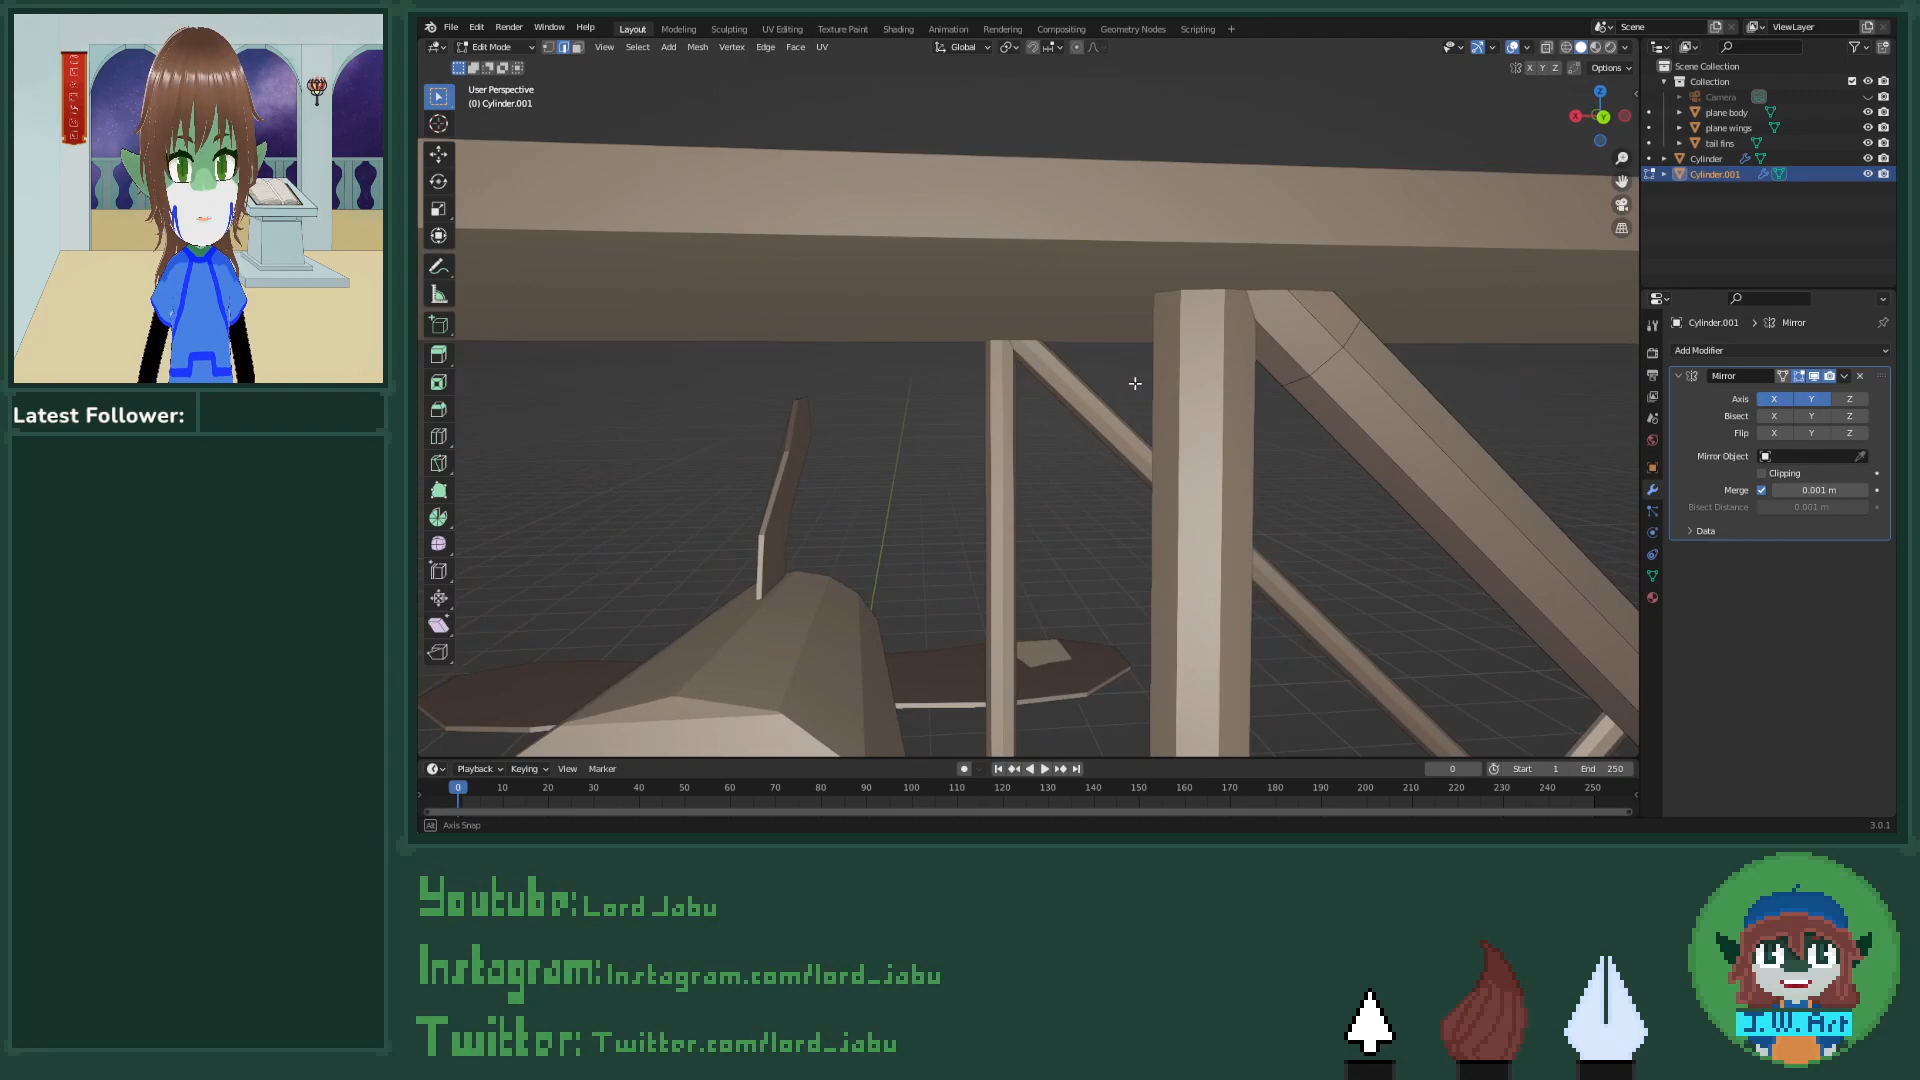 File Edit Render Window Help Layout Modeling Sculpting UV Editing Texture Paint Shading Animation Rendering Compositing Geometry Nodes Scripting + Scene ViewLayer
Edit Mode View Select Add Mesh Vertex Edge Face UV Global
X Y Z Options
User Perspective
(0) Cylinder.001
Z
X Y
Scene Collection
Collection
Camera
plane body
plane wings
tail fins
Cylinder
Cylinder.001
Cylinder.001 > Mirror
Add Modifier
Mirror
Axis X Y Z
Bisect X Y Z
Flip X Y Z
Mirror Object
Clipping
Merge 0.001 m
Bisect Distance 0.001 m
Data
Playback Keying View Marker 0 Start 1 End 250
0 10 20 30 40 50 60 70 80 90 100 110 120 130 140 150 160 170 180 190 200 210 220 230 240 250
Alt Axis Snap 3.0.1
Latest Follower:
Youtube: Lord Jabu
Instagram: Instagram.com/lord_jabu
Twitter: Twitter.com/lord_jabu
J.W. Art